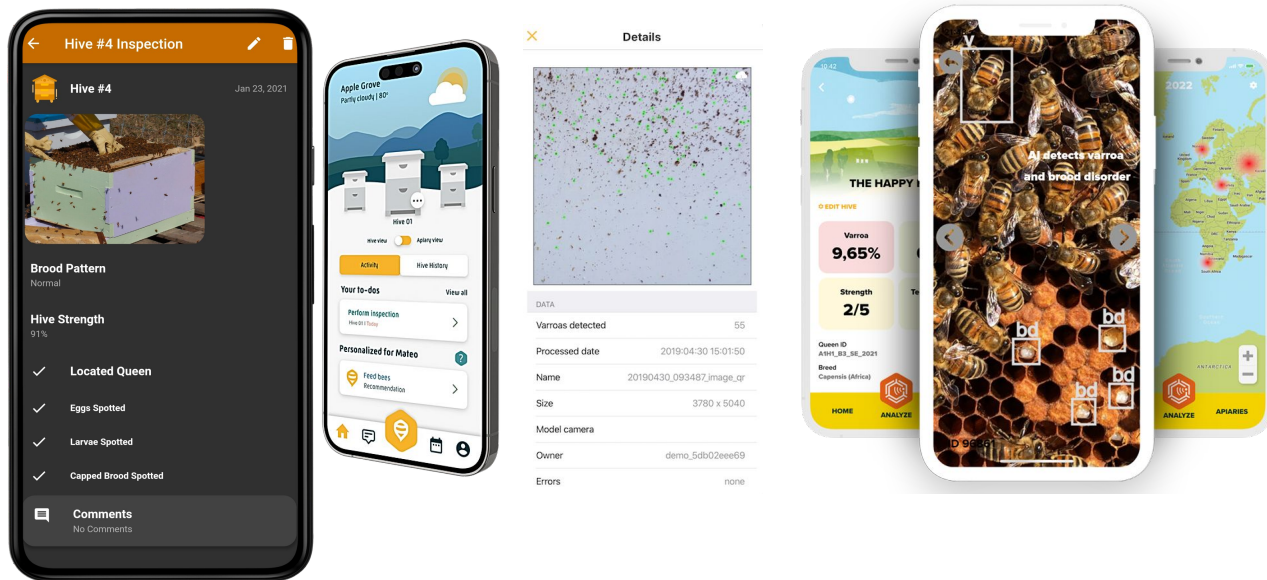 Hive #4 Inspection
Hive #4
Jan 23, 2021
Brood Pattern
Normal
Hive Strength
91%
Located Queen
Eggs Spotted
Larvae Spotted
Capped Brood Spotted
Comments
No Comments
Apple Grove
Partly cloudy | 80°
Hive 01
Hive view
Apiary view
Activity
Hive History
Your to-dos
View all
Perform inspection
Hive 01 | Today
Personalized for Mateo
?
Feed bees
Recommendation
Details
DATA
Varroas detected 55
Processed date 2019:04:30 15:01:50
Name 20190430_093487_image_qr
Size 3780 x 5040
Model camera
Owner demo_5db02eee69
Errors none
10.42
THE HAPPY
EDIT HIVE
Varroa
9,65%
Strength
2/5
Te
Queen ID
A1H1_B3_SE_2021
Breed
Capensis (Africa)
HOME
ANALYZE
V
AI detects varroa
and brood disorder
bd
bd
bd
2022
ANTARCTICA
ANALYZE
APIARIES